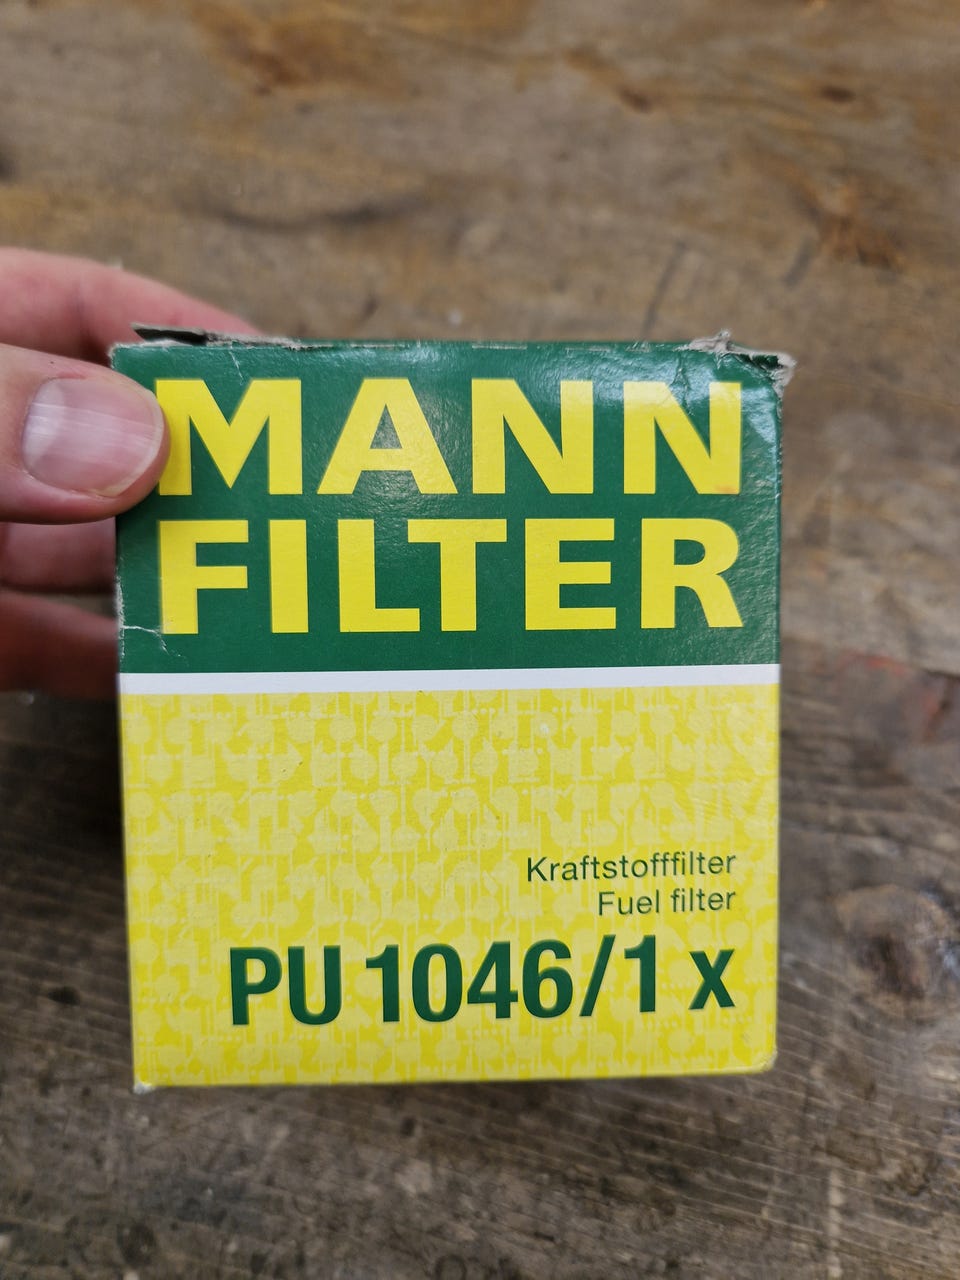 MANN
FILTER
Kraftstofffilter
Fuel filter
PU 1046/1 x